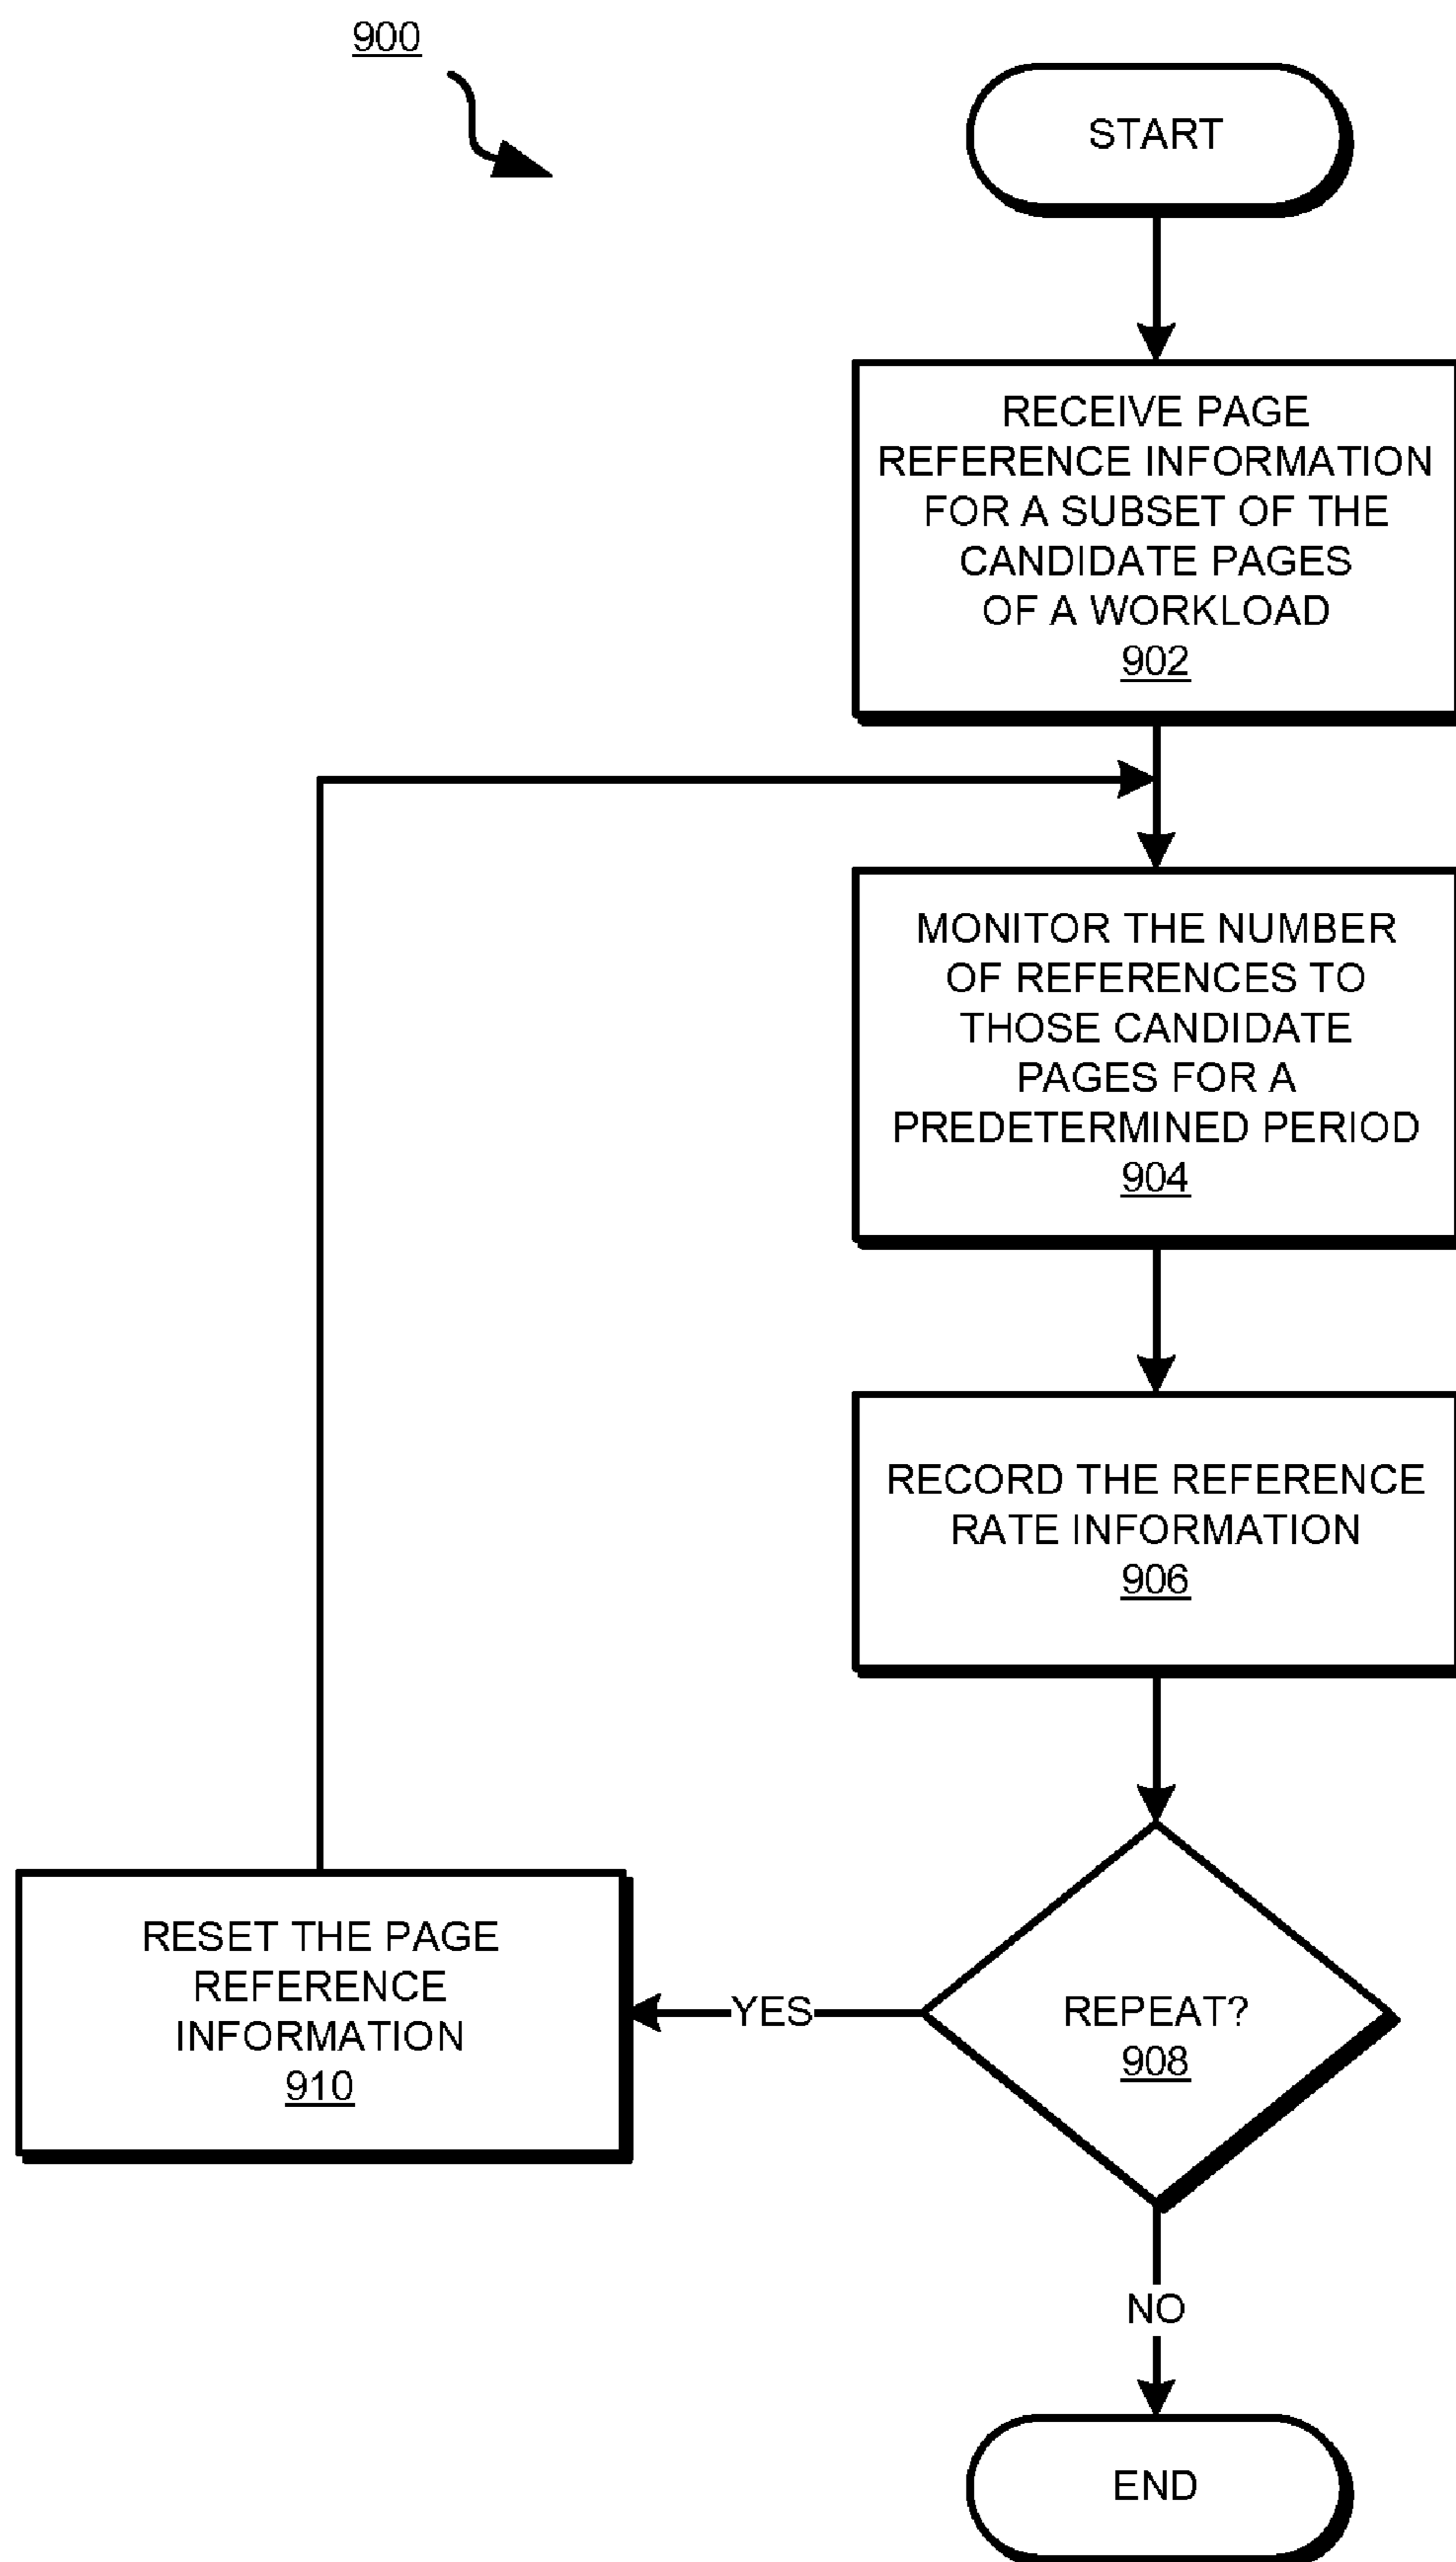 900
START
RECEIVE PAGE
REFERENCE INFORMATION
FOR A SUBSET OF THE
CANDIDATE PAGES
OF A WORKLOAD
902
MONITOR THE NUMBER
OF REFERENCES TO
THOSE CANDIDATE
PAGES FOR A
PREDETERMINED PERIOD
904
RECORD THE REFERENCE
RATE INFORMATION
906
REPEAT?
908
YES
RESET THE PAGE
REFERENCE
INFORMATION
910
NO
END